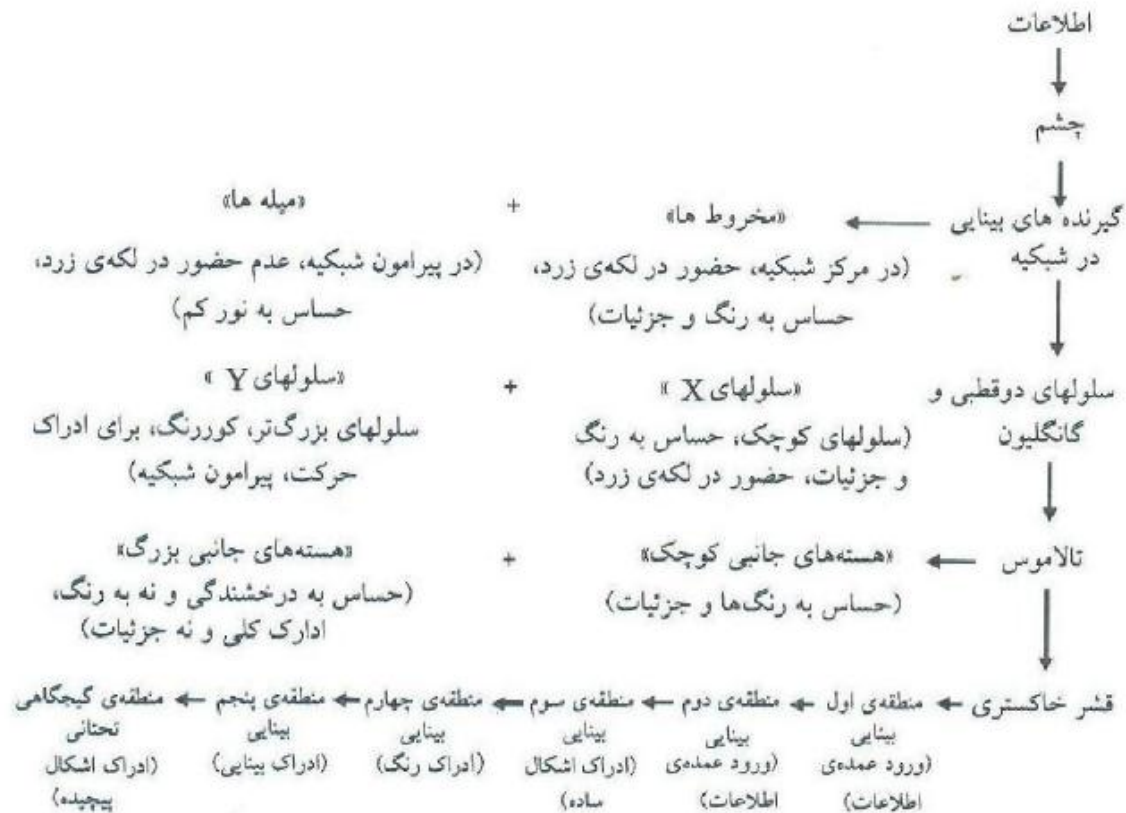 اطلاعات
چشم
گیرنده های بینایی در شبکیه
«مخروط ها» + «میله ها»
(در مرکز شبکیه، حضور در لکه‌ی زرد،
حساس به رنگ و جزئیات)
(در پیرامون شبکیه، عدم حضور در لکه‌ی زرد،
حساس به نور کم)
سلولهای دوقطبی و
گانگلیون
«سلولهای X» + «سلولهای Y»
(سلولهای کوچک، حساس به رنگ
و جزئیات، حضور در لکه‌ی زرد)
سلولهای بزرگ‌تر، کوررنگ، برای ادراک
حرکت، پیرامون شبکیه)
تالاموس
«هسته‌های جانبی کوچک» + «هسته‌های جانبی بزرگ»
(حساس به رنگ‌ها و جزئیات)
(حساس به درخشندگی و نه به رنگ،
ادارک کلی و نه جزئیات)
قشر خاکستری
منطقه‌ی اول
بینایی
(ورود عمده‌ی
اطلاعات)
منطقه‌ی دوم
بینایی
(ورود عمده‌ی
اطلاعات)
منطقه‌ی سوم
بینایی
(ادراک اشکال
ساده)
منطقه‌ی چهارم
بینایی
(ادراک رنگ)
منطقه‌ی پنجم
بینایی
(ادراک بینایی)
منطقه‌ی گیجگاهی
تحتانی
(ادراک اشکال
پیچیده)